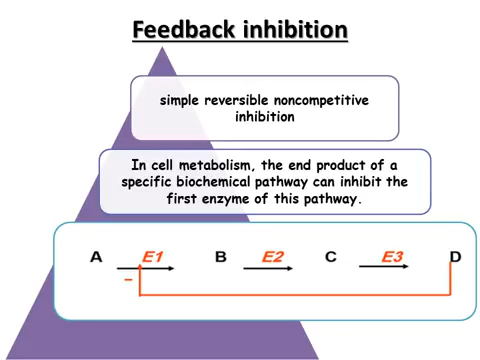 Feedback inhibition
simple reversible noncompetitive
inhibition
In cell metabolism, the end product of a
specific biochemical pathway can inhibit the
first enzyme of this pathway.
A E1 B E2 C E3 D
–